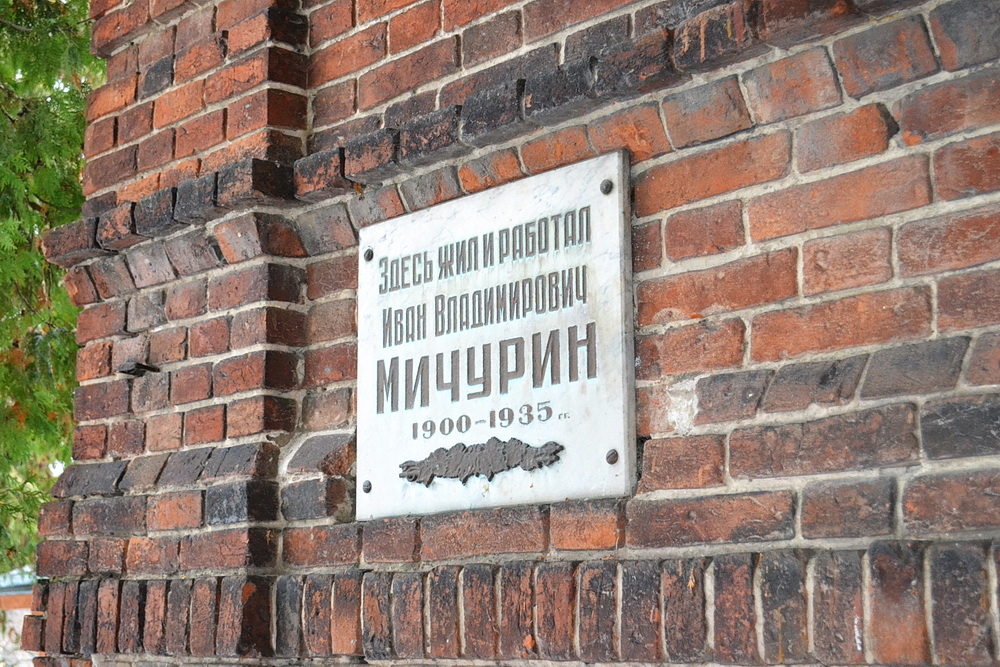 Здесь жил и работал
Иван Владимирович
Мичурин
1900-1935 гг.